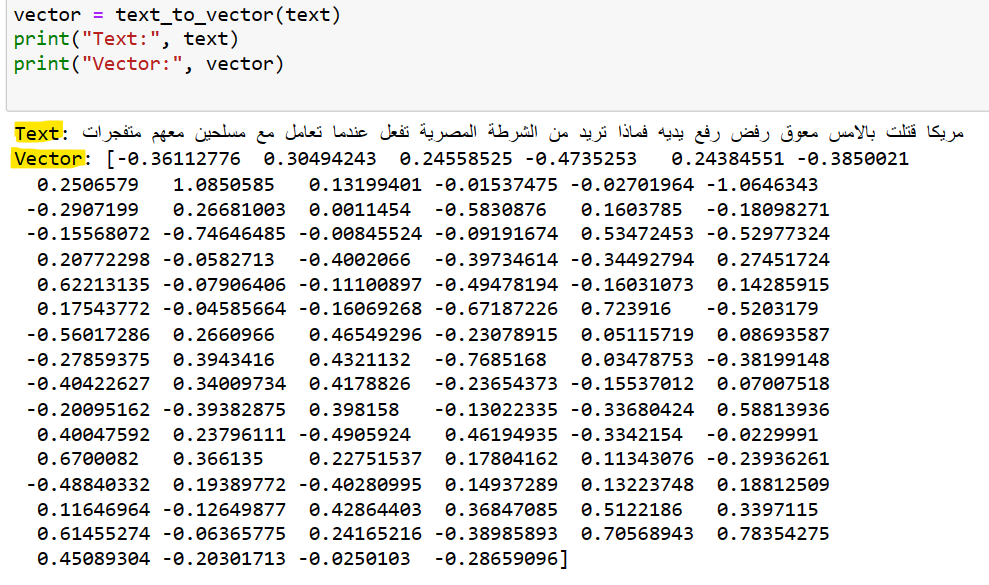 vector = text_to_vector(text)
print("Text:", text)
print("Vector:", vector)
Text: مريكا قتلت بالامس معوق رفض رفع يديه فماذا تريد من الشرطة المصرية تفعل عندما تعامل مع مسلحين معهم متفجرات
Vector: [-0.36112776 0.30494243 0.24558525 -0.4735253 0.24384551 -0.3850021
0.2506579 1.0850585 0.13199401 -0.01537475 -0.02701964 -1.0646343
-0.2907199 0.26681003 0.0011454 -0.5830876 0.1603785 -0.18098271
-0.15568072 -0.74646485 -0.00845524 -0.09191674 0.53472453 -0.52977324
0.20772298 -0.0582713 -0.4002066 -0.39734614 -0.34492794 0.27451724
0.62213135 -0.07906406 -0.11100897 -0.49478194 -0.16031073 0.14285915
0.17543772 -0.04585664 -0.16069268 -0.67187226 0.723916 -0.5203179
-0.56017286 0.2660966 0.46549296 -0.23078915 0.05115719 0.08693587
-0.27859375 0.3943416 0.4321132 -0.7685168 0.03478753 -0.38199148
-0.40422627 0.34009734 0.4178826 -0.23654373 -0.15537012 0.07007518
-0.20095162 -0.39382875 0.398158 -0.13022335 -0.33680424 0.58813936
0.40047592 0.23796111 -0.4905924 0.46194935 -0.3342154 -0.0229991
0.6700082 0.366135 0.22751537 0.17804162 0.11343076 -0.23936261
-0.48840332 0.19389772 -0.40280995 0.14937289 0.13223748 0.18812509
0.11646964 -0.12649877 0.42864403 0.36847085 0.5122186 0.3397115
0.61455274 -0.06365775 0.24165216 -0.38985893 0.70568943 0.78354275
0.45089304 -0.20301713 -0.0250103 -0.28659096]